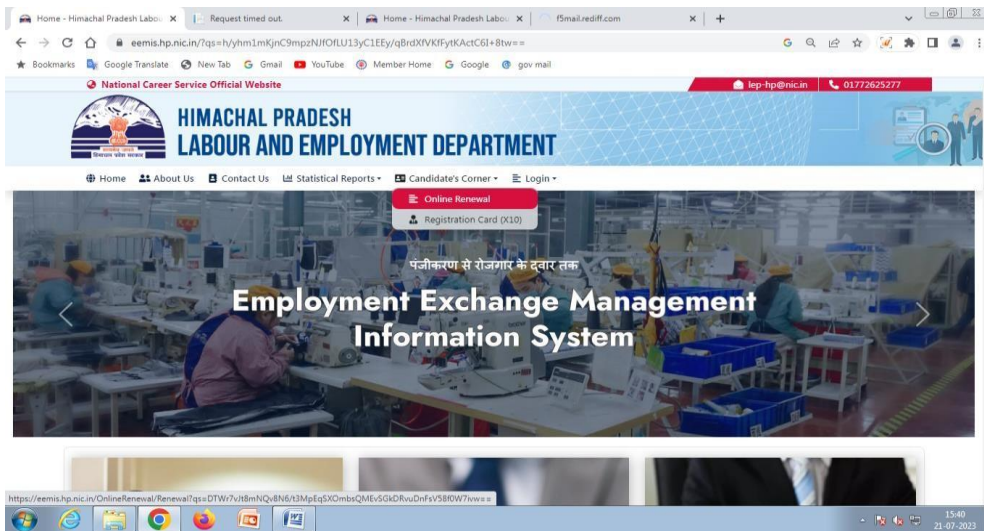 Home - Himachal Pradesh Labou
Request timed out.
Home - Himachal Pradesh Labou
f5mail.rediff.com
eemis.hp.nic.in/?qs=h/yhm1mKjnC9mpzNJfOfLU13yC1EEy/qBrdXfVKfFytKActC6I+8tw==
Bookmarks Google Translate New Tab Gmail YouTube Member Home Google gov mail
National Career Service Official Website
lep-hp@nic.in 01772625277
HIMACHAL PRADESH
LABOUR AND EMPLOYMENT DEPARTMENT
Home About Us Contact Us Statistical Reports Candidate's Corner Login
Online Renewal
Registration Card (X10)
पंजीकरण से रोजगार के दवार तक
Employment Exchange Management
Information System
https://eemis.hp.nic.in/OnlineRenewal/Renewal?qs=DTWr7vJt8mNQvBN6/t3MpEqSXOmbsQMEvSGkDRvuDnFsV58f0W7ivw==
15:40
21-07-2023